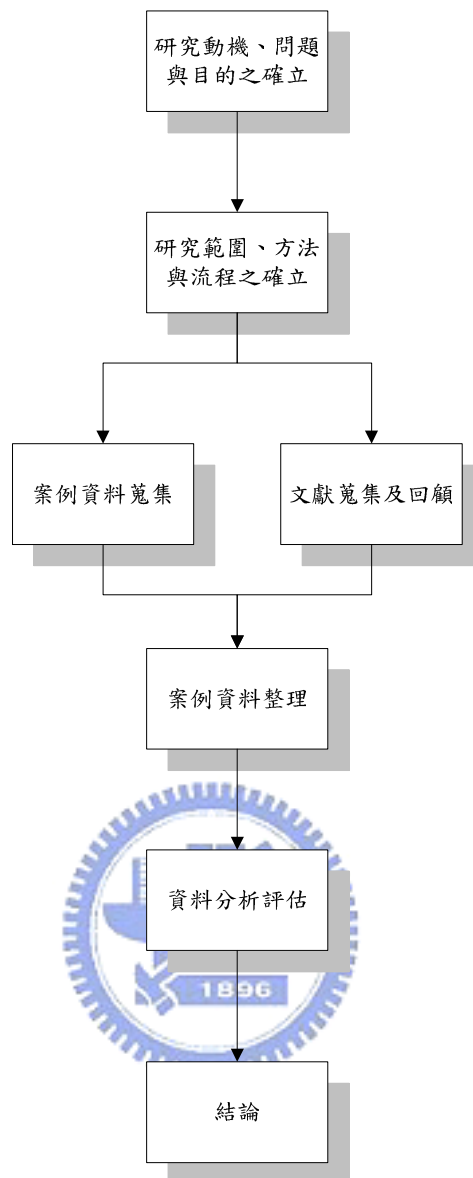 研究動機、問題
與目的之確立
研究範圍、方法
與流程之確立
案例資料蒐集
文獻蒐集及回顧
案例資料整理
資料分析評估
1896
結論